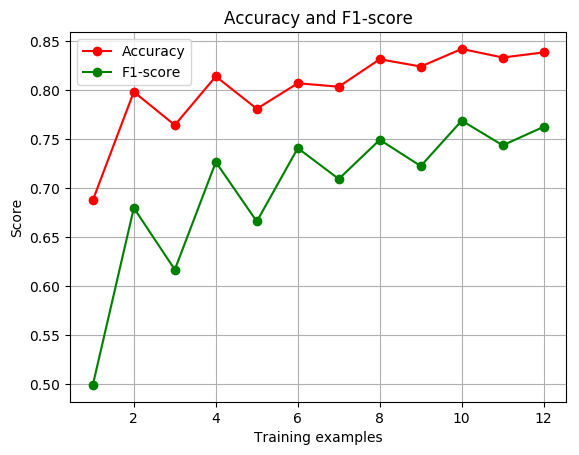 Accuracy and F1-score
Accuracy
F1-score
Score
0.85
0.80
0.75
0.70
0.65
0.60
0.55
0.50
2 4 6 8 10 12
Training examples